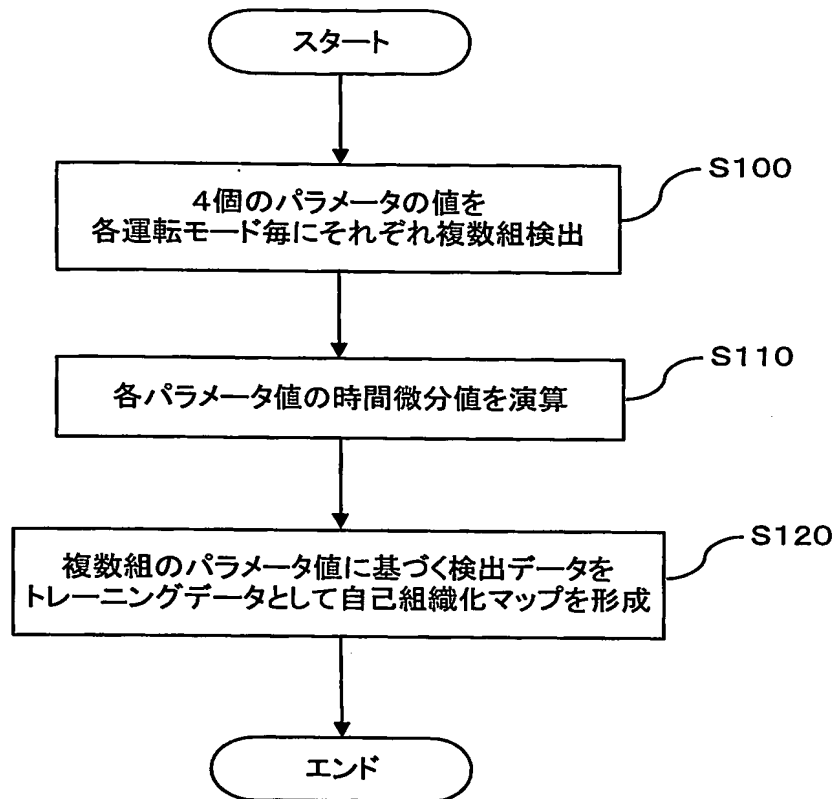 スタート
S100
4個のパラメータの値を
各運転モード毎にそれぞれ複数組検出
S110
各パラメータ値の時間微分値を演算
S120
複数組のパラメータ値に基づく検出データを
トレーニングデータとして自己組織化マップを形成
エンド